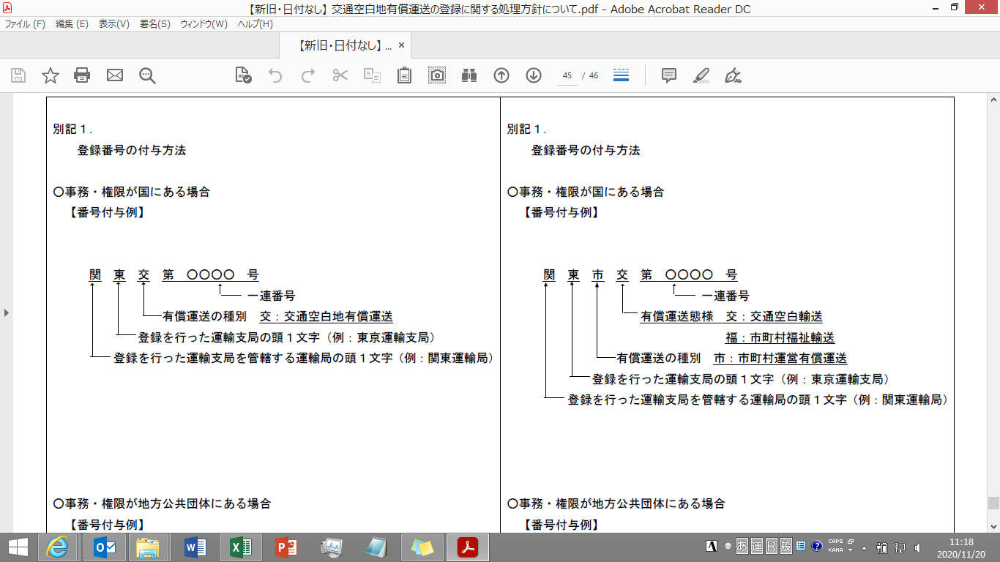 【新旧・日付なし】 交通空白地有償運送の登録に関する処理方針について.pdf - Adobe Acrobat Reader DC
ファイル (F) 編集 (E) 表示(V) 署名(S) ウィンドウ(W) ヘルプ(H)
【新旧・日付なし】 ... ×
45 / 46
別記１．
登録番号の付与方法
〇事務・権限が国にある場合
【番号付与例】
関 東 交 第 〇〇〇〇 号
一連番号
有償運送の種別 交：交通空白地有償運送
登録を行った運輸支局の頭１文字（例：東京運輸支局）
登録を行った運輸支局を管轄する運輸局の頭１文字（例：関東運輸局）
〇事務・権限が地方公共団体にある場合
【番号付与例】
別記１．
登録番号の付与方法
〇事務・権限が国にある場合
【番号付与例】
関 東 市 交 第 〇〇〇〇 号
一連番号
有償運送態様 交：交通空白輸送
福：市町村福祉輸送
有償運送の種別 市：市町村運営有償運送
登録を行った運輸支局の頭１文字（例：東京運輸支局）
登録を行った運輸支局を管轄する運輸局の頭１文字（例：関東運輸局）
〇事務・権限が地方公共団体にある場合
【番号付与例】
A あ 連 R 般 CAPS
KANA
11:18
2020/11/20